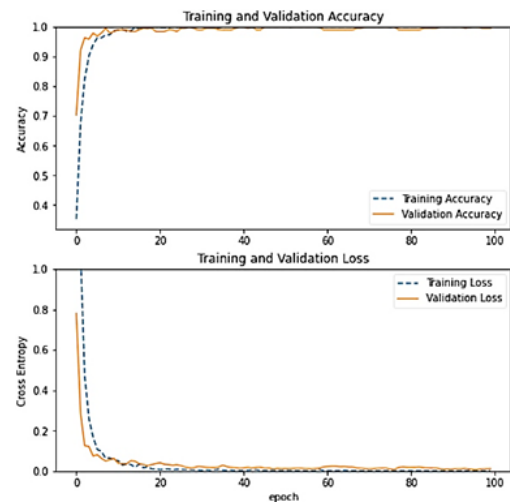 Training and Validation Accuracy
1.0
0.9
0.8
0.7
0.6
0.5
0.4
Accuracy
Training Accuracy
Validation Accuracy
0 20 40 60 80 100
Training and Validation Loss
1.0
0.8
0.6
0.4
0.2
0.0
Cross Entropy
Training Loss
Validation Loss
0 20 40 60 80 100
epoch